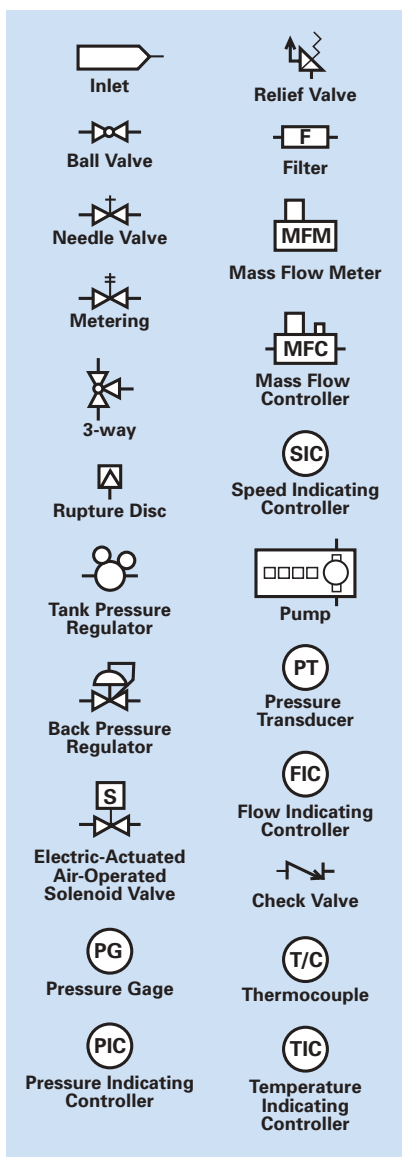 Inlet
Ball Valve
Needle Valve
Metering
3-way
Rupture Disc
Tank Pressure
Regulator
Back Pressure
Regulator
S
Electric-Actuated
Air-Operated
Solenoid Valve
PG
Pressure Gage
PIC
Pressure Indicating
Controller
Relief Valve
F
Filter
MFM
Mass Flow Meter
MFC
Mass Flow
Controller
SIC
Speed Indicating
Controller
Pump
PT
Pressure
Transducer
FIC
Flow Indicating
Controller
Check Valve
T/C
Thermocouple
TIC
Temperature
Indicating
Controller